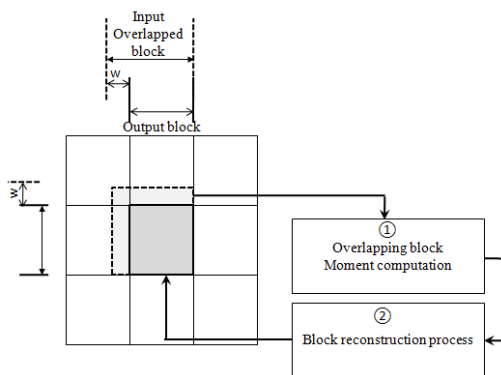 Input
Overlapped
block
w
Output block
w
①
Overlapping block
Moment computation
②
Block reconstruction process